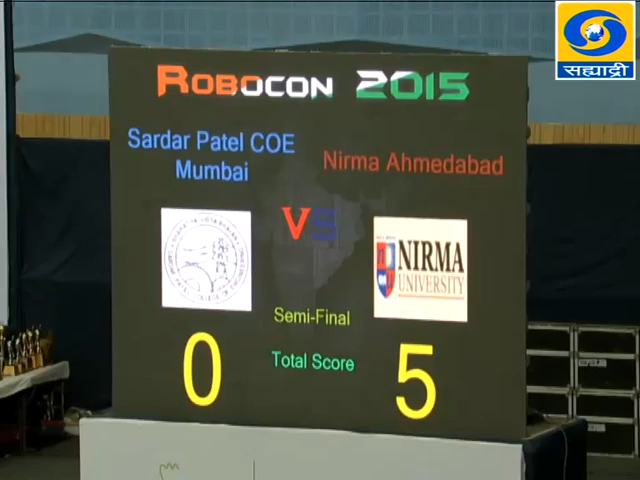 सह्याद्री
ROBOCON 2015
Sardar Patel COE
Mumbai
Nirma Ahmedabad
VS
NIRMA
UNIVERSITY
Semi-Final
Total Score
0
5